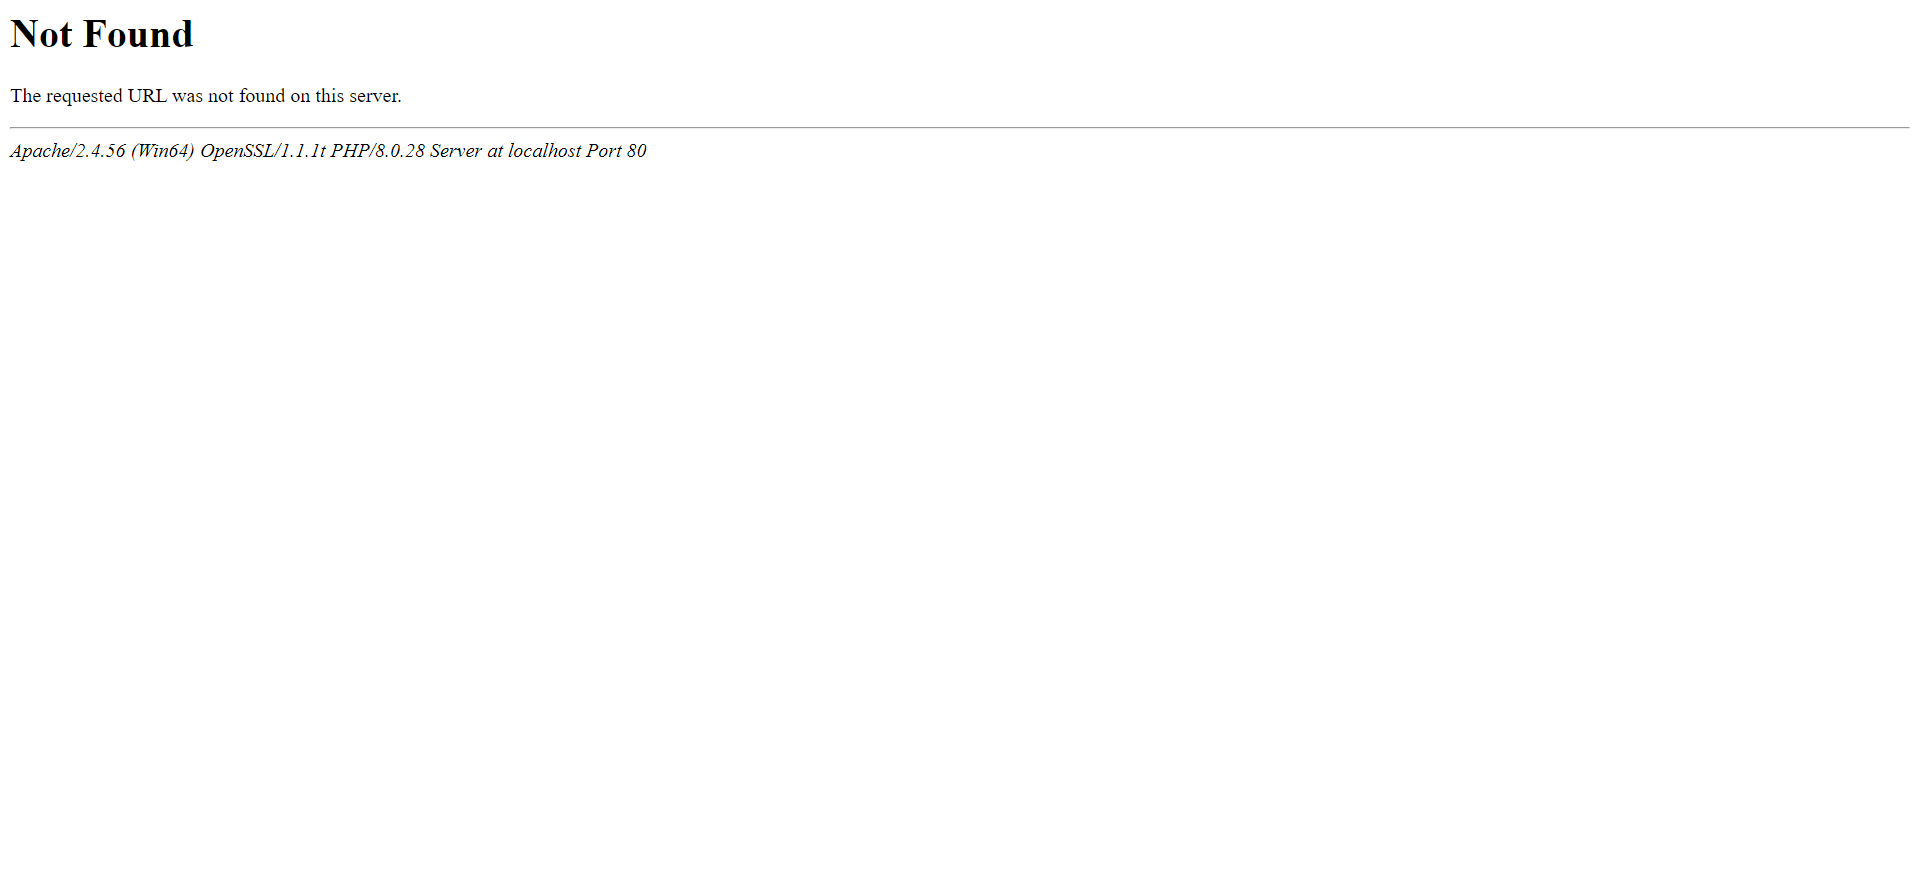 Not Found
The requested URL was not found on this server.
Apache/2.4.56 (Win64) OpenSSL/1.1.1t PHP/8.0.28 Server at localhost Port 80